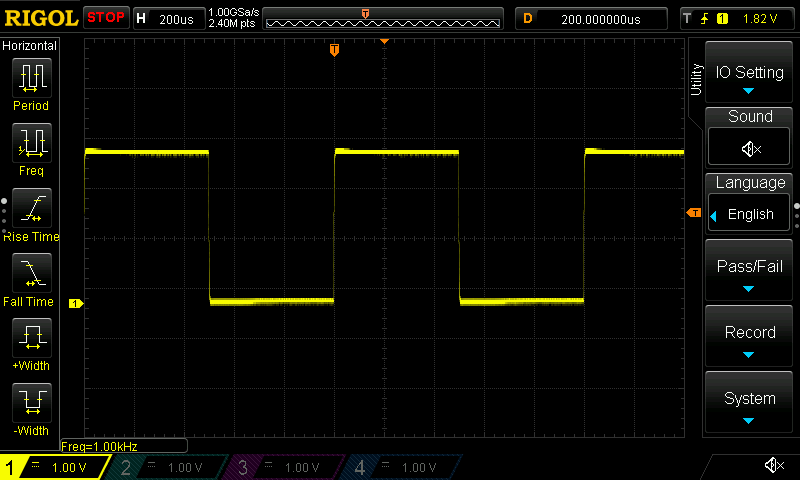 RIGOL STOP H 200us 1.00GSa/s D 200.000000us T 1 1.82 V
2.40M pts
T
Horizontal
Period
Freq
Rise Time
Fall Time
+Width
-Width
T
T
1
Utility
IO Setting
Sound
Language
English
Pass/Fail
Record
System
Freq=1.00kHz
1 1.00 V 2 1.00 V 3 1.00 V 4 1.00 V